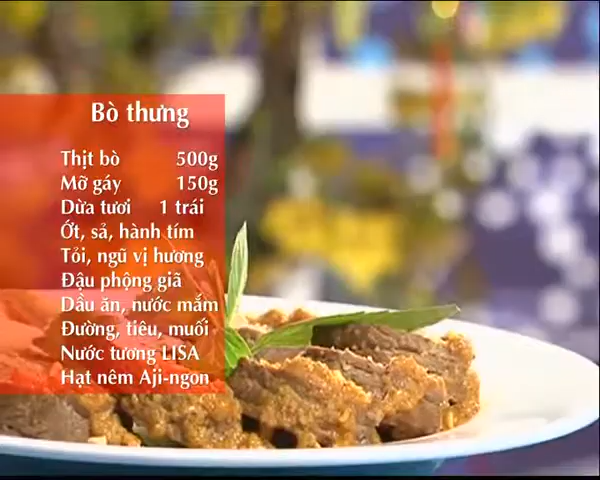 Bò thưng
Thịt bò 500g
Mỡ gáy 150g
Dừa tươi 1 trái
Ớt, sả, hành tím
Tỏi, ngũ vị hương
Đậu phộng giã
Dầu ăn, nước mắm
Đường, tiêu, muối
Nước tương LISA
Hạt nêm Aji-ngon